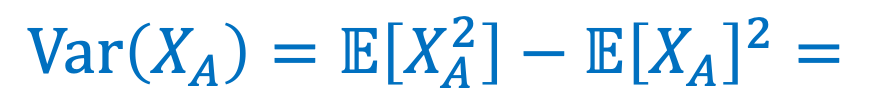 Var(X_A) = 𝔼[X_A^2] − 𝔼[X_A]^2 =